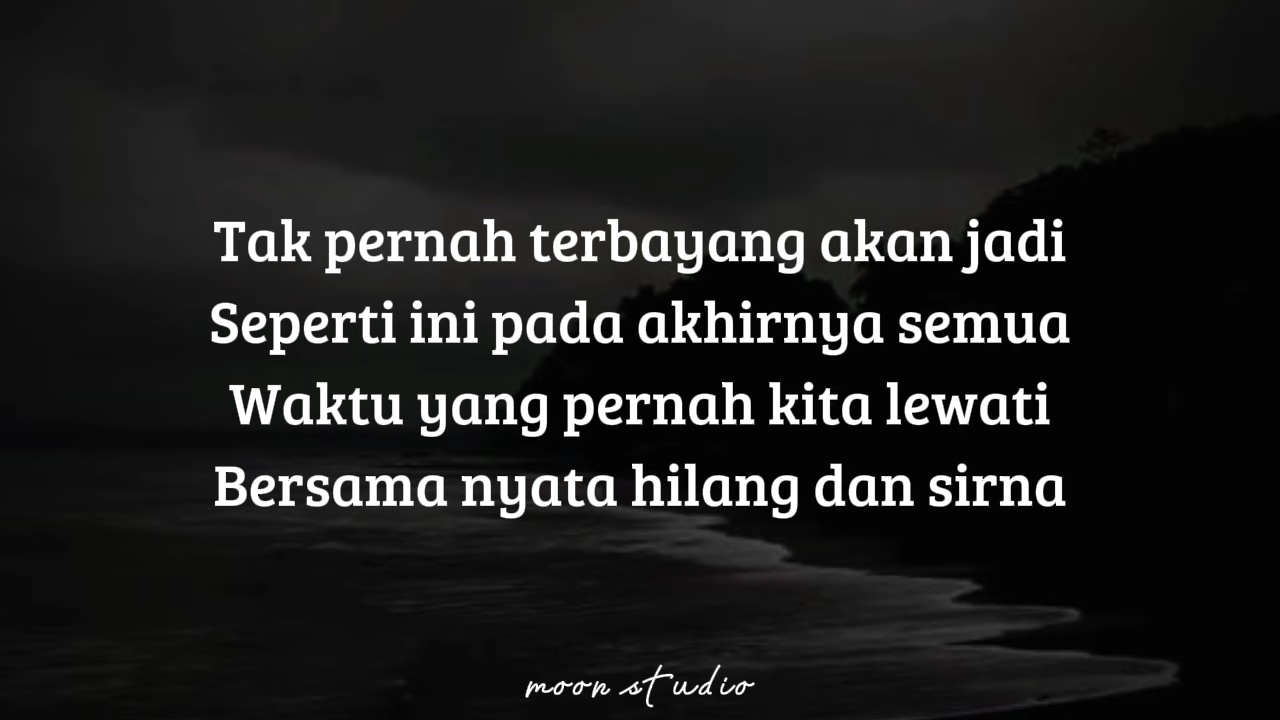 Tak pernah terbayang akan jadi
Seperti ini pada akhirnya semua
Waktu yang pernah kita lewati
Bersama nyata hilang dan sirna
moon studio